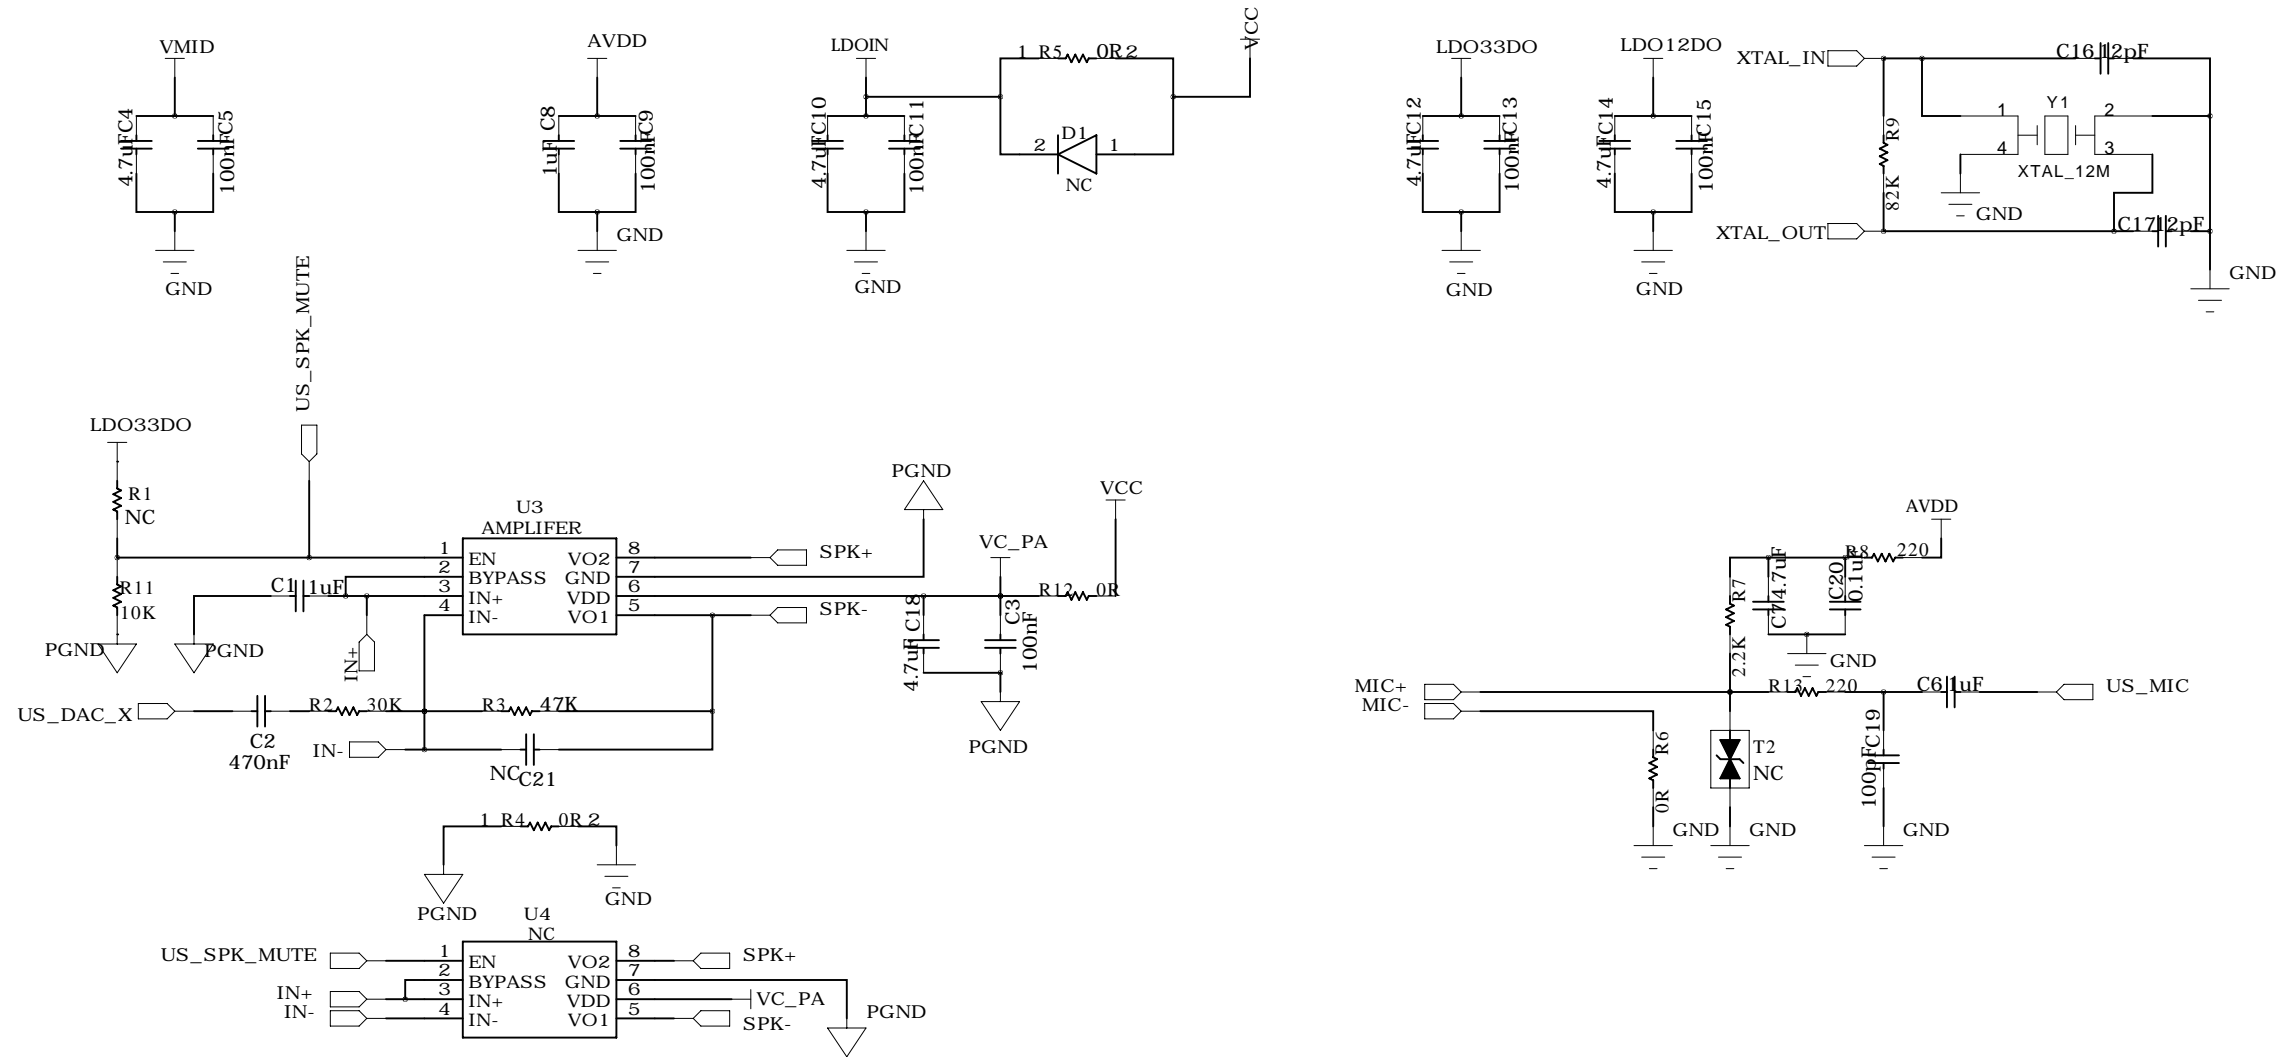 VMID
4.7uF C4
100nF C5
GND
AVDD
1uF C8
100nF C9
GND
LDOIN
4.7uF C10
100nF C11
GND
1 R5 0R 2
D1
2 1
NC
VCC
LDO33DO
4.7uF C12
100nF C13
GND
LDO12DO
4.7uF C14
100nF C15
GND
XTAL_IN
C16 12pF
R9
82K
1 Y1 2
4 3
XTAL_12M
GND
XTAL_OUT
C17 12pF
GND
US_SPK_MUTE
LDO33DO
R1
NC
R11
10K
PGND
C1 1uF
PGND
IN+
U3
AMPLIFER
1 EN VO2 8
2 BYPASS GND 7
3 IN+ VDD 6
4 IN- VO1 5
SPK+
SPK-
PGND
VC_PA
VCC
R12 0R
4.7uF C18
C3
100nF
PGND
US_DAC_X
C2
470nF
R2 30K
R3 47K
IN-
NC C21
1 R4 0R 2
PGND
GND
U4
NC
US_SPK_MUTE
IN+
IN-
1 EN VO2 8
2 BYPASS GND 7
3 IN+ VDD 6
4 IN- VO1 5
SPK+
VC_PA
SPK-
PGND
AVDD
R8 220
R7
2.2K
C7 4.7uF
C20
0.1uF
GND
MIC+
MIC-
R13 220
C6 1uF
US_MIC
R6
0R
GND
T2
NC
GND
100pF C19
GND